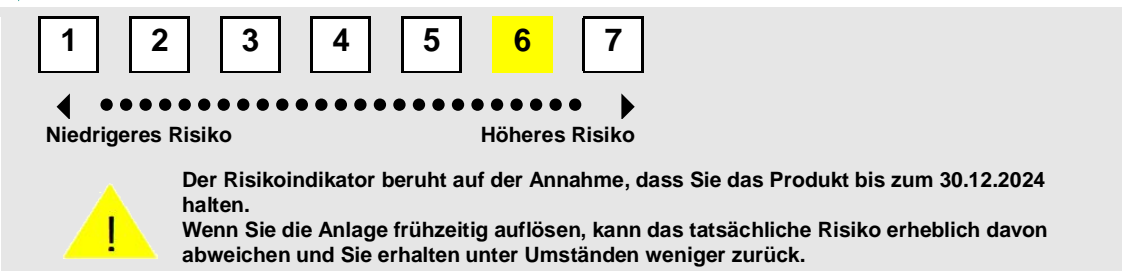 1 2 3 4 5 6 7
Niedrigeres Risiko Höheres Risiko
Der Risikoindikator beruht auf der Annahme, dass Sie das Produkt bis zum 30.12.2024
halten.
Wenn Sie die Anlage frühzeitig auflösen, kann das tatsächliche Risiko erheblich davon
abweichen und Sie erhalten unter Umständen weniger zurück.
!